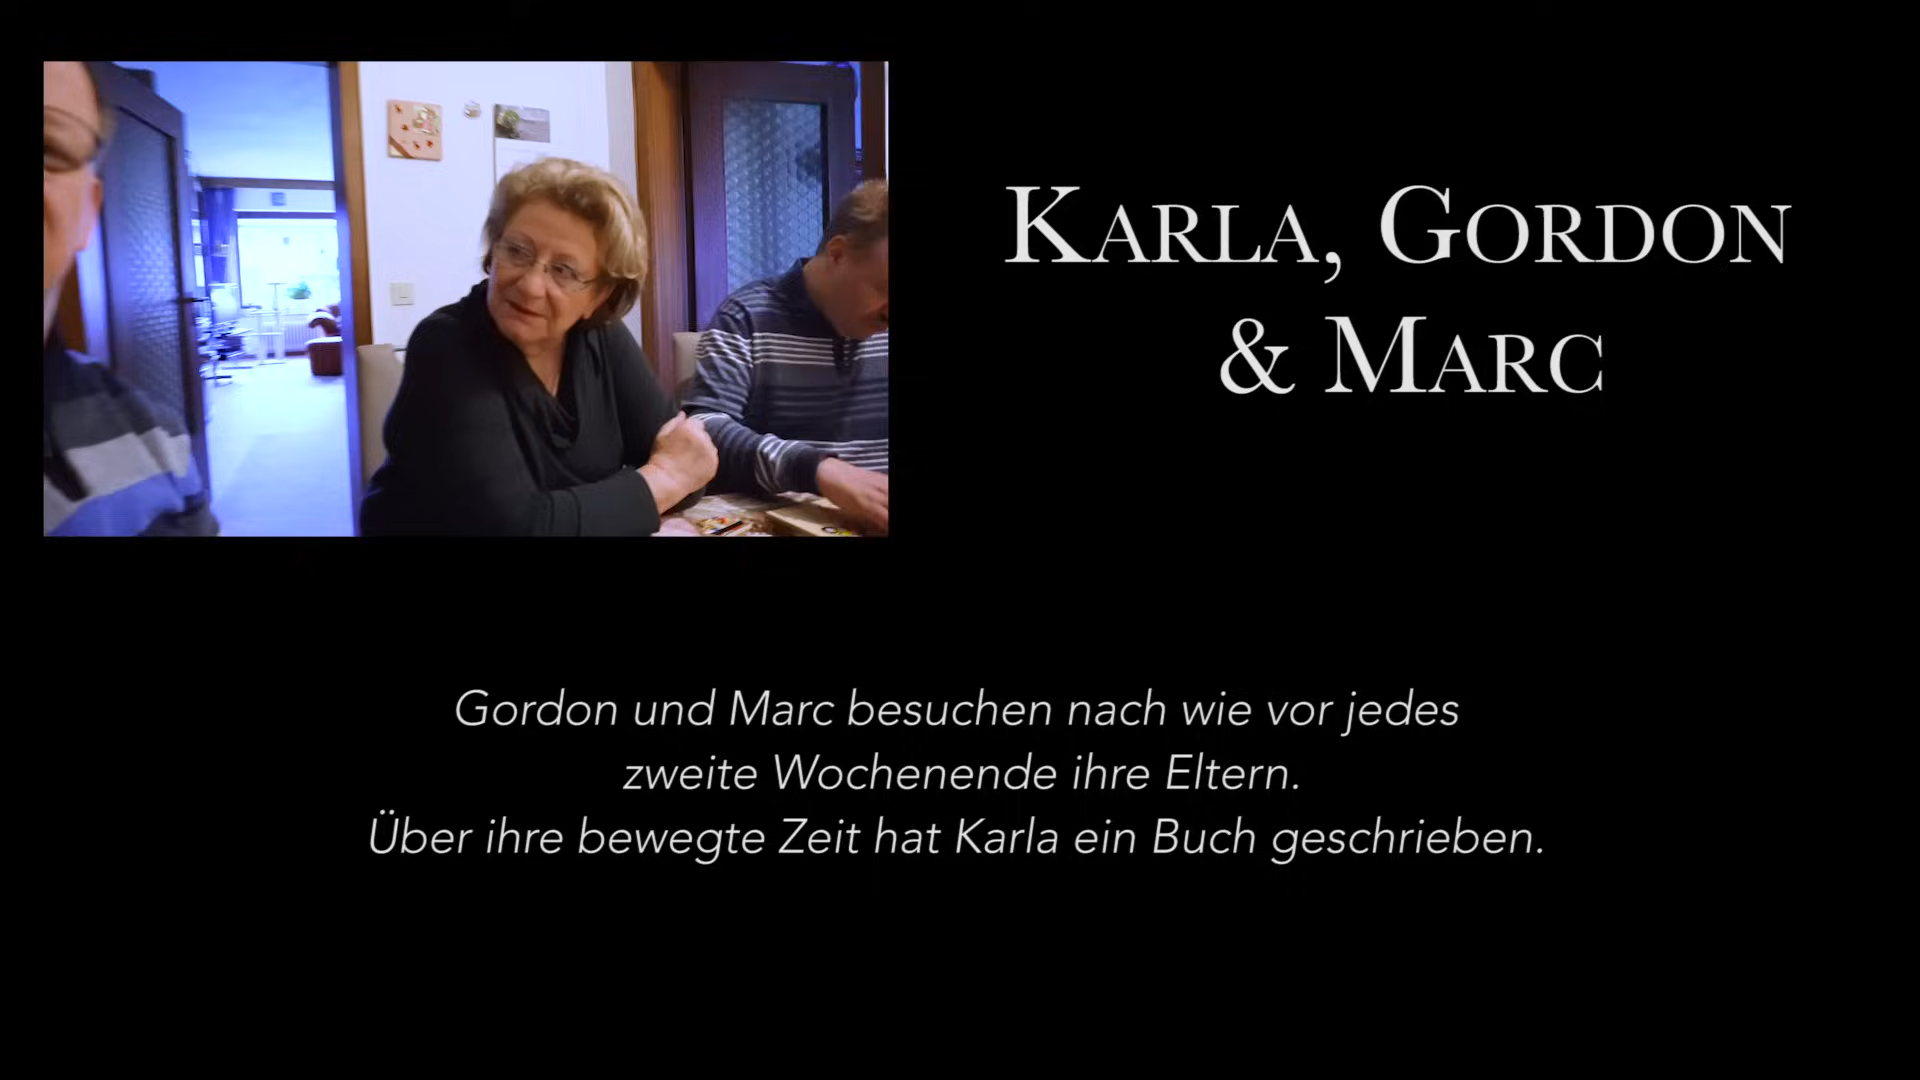 Karla, Gordon
& Marc
Gordon und Marc besuchen nach wie vor jedes
zweite Wochenende ihre Eltern.
Über ihre bewegte Zeit hat Karla ein Buch geschrieben.